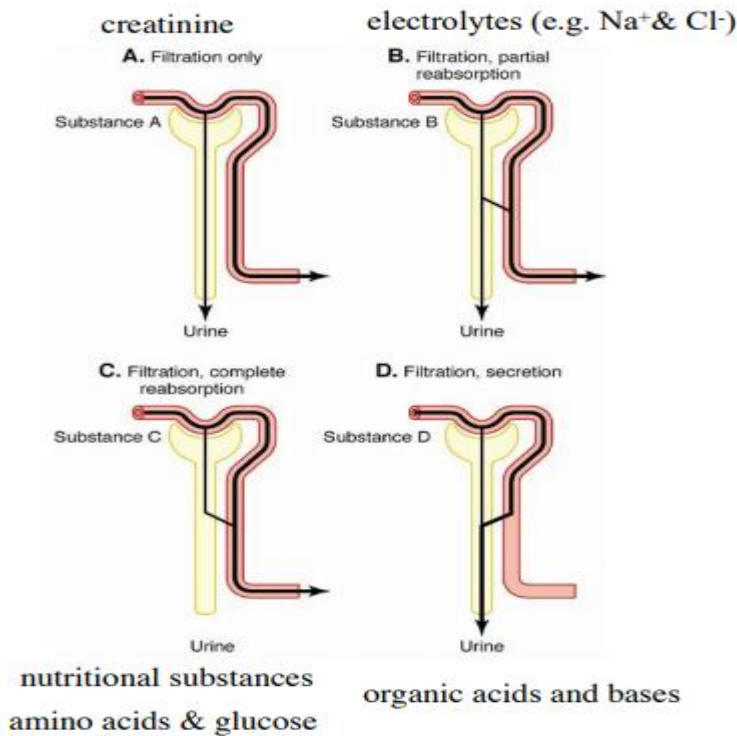 creatinine
electrolytes (e.g. Na⁺& Cl-)
A. Filtration only
B. Filtration, partial
reabsorption
Substance A
Substance B
Urine
Urine
C. Filtration, complete
reabsorption
D. Filtration, secretion
Substance C
Substance D
Urine
Urine
nutritional substances
amino acids & glucose
organic acids and bases